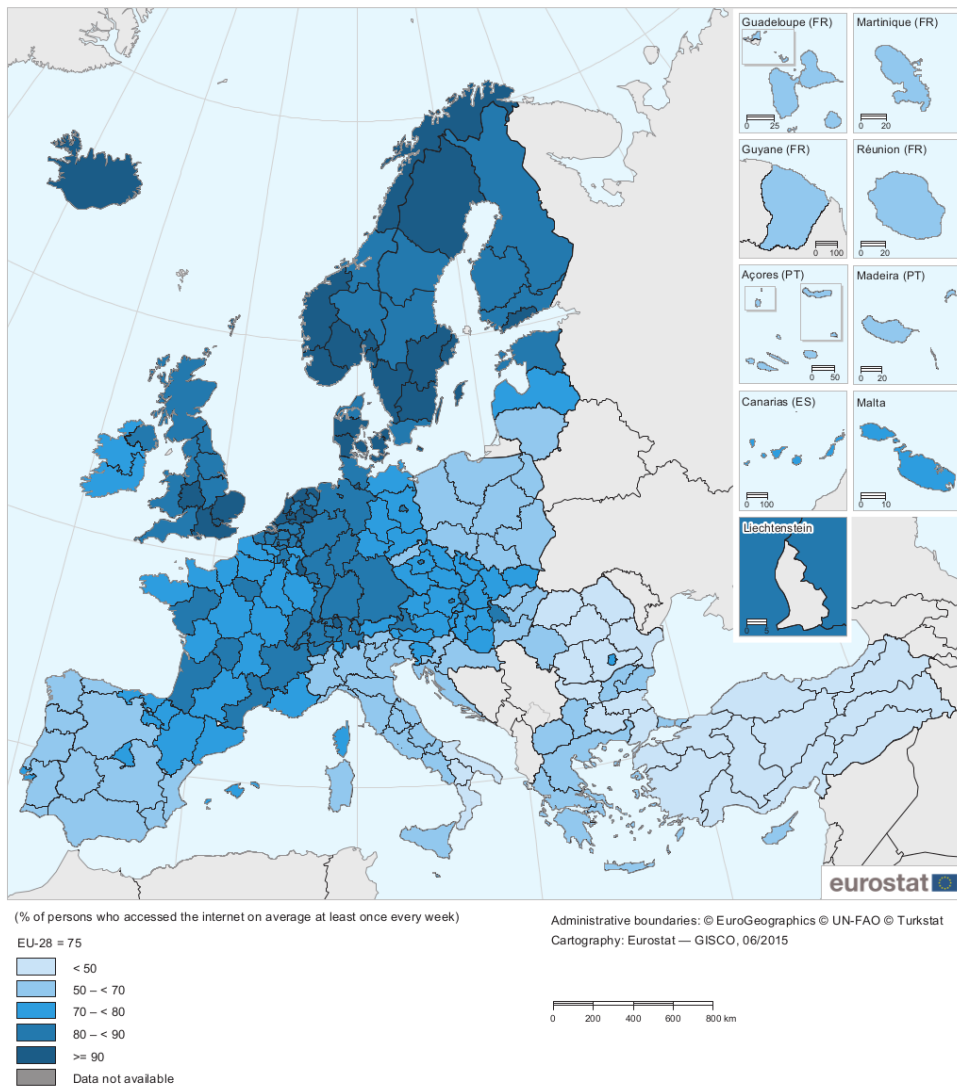 Guadeloupe (FR)
Martinique (FR)
0 25
0 20
Guyane (FR)
Réunion (FR)
0 100
0 20
Açores (PT)
Madeira (PT)
0 50
0 20
Canarias (ES)
Malta
0 100
0 10
Liechtenstein
eurostat
(% of persons who accessed the internet on average at least once every week)
EU-28 = 75
< 50
50 – < 70
70 – < 80
80 – < 90
>= 90
Data not available
Administrative boundaries: © EuroGeographics © UN-FAO © Turkstat
Cartography: Eurostat — GISCO, 06/2015
0 200 400 600 800 km